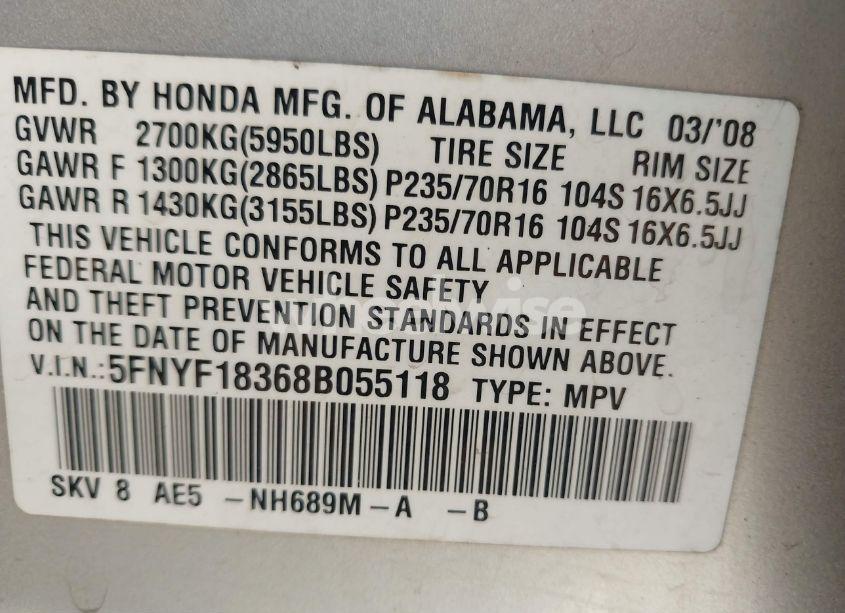 MFD. BY HONDA MFG. OF ALABAMA, LLC 03/'08
GVWR 2700KG(5950LBS) TIRE SIZE RIM SIZE
GAWR F 1300KG(2865LBS) P235/70R16 104S 16X6.5JJ
GAWR R 1430KG(3155LBS) P235/70R16 104S 16X6.5JJ
THIS VEHICLE CONFORMS TO ALL APPLICABLE
FEDERAL MOTOR VEHICLE SAFETY
AND THEFT PREVENTION STANDARDS IN EFFECT
ON THE DATE OF MANUFACTURE SHOWN ABOVE.
V.I.N.:5FNYF18368B055118 TYPE: MPV
SKV 8 AE5 -NH689M-A -B